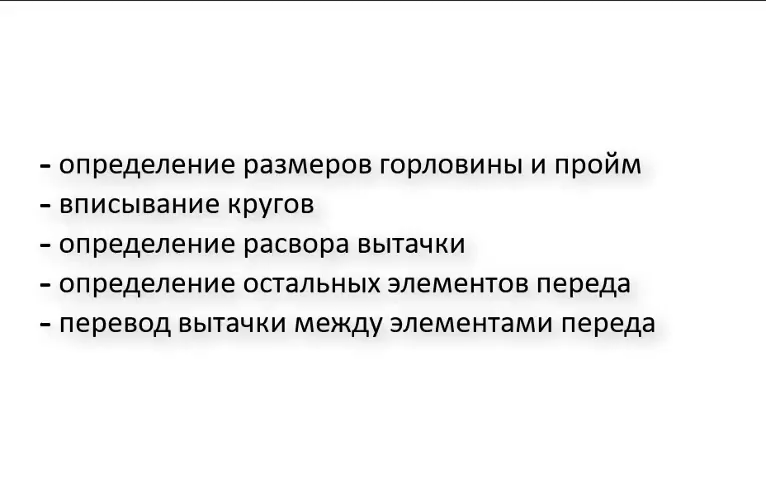 - определение размеров горловины и пройм
- вписывание кругов
- определение расвора вытачки
- определение остальных элементов переда
- перевод вытачки между элементами переда